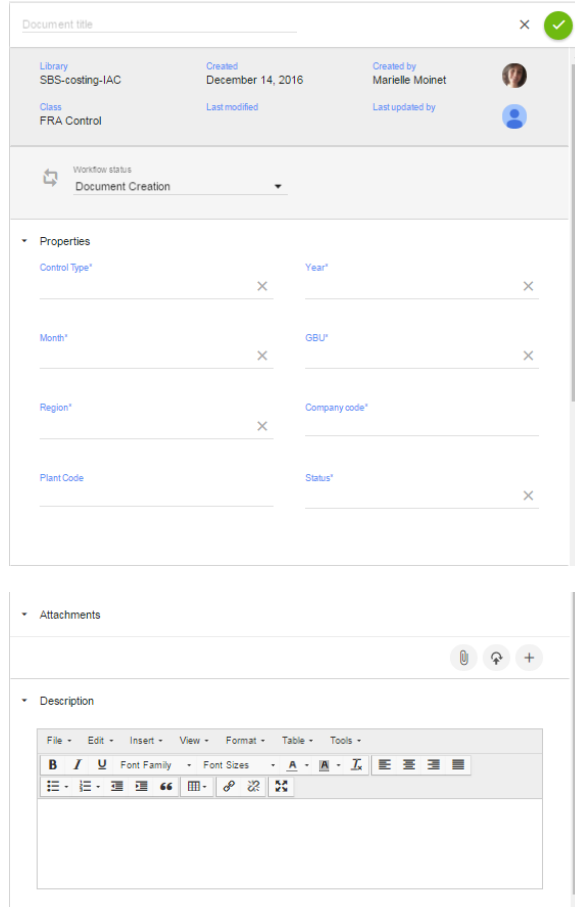 Document title
Library Created Created by
SBS-costing-IAC December 14, 2016 Marielle Moinet
Class Last modified Last updated by
FRA Control
Workflow status
Document Creation
Properties
Control Type* Year*
Month* GBU*
Region* Company code*
Plant Code Status*
Attachments
Description
File Edit Insert View Format Table Tools
B I U Font Family Font Sizes A A Tx